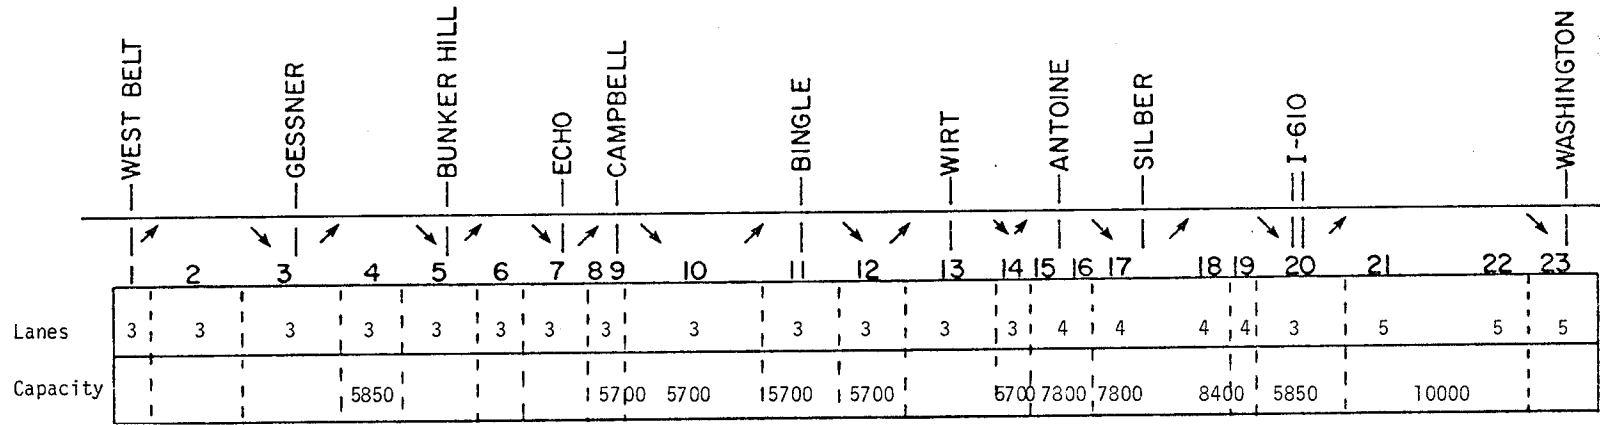 WEST BELT
GESSNER
BUNKER HILL
ECHO
CAMPBELL
BINGLE
WIRT
ANTOINE
SILBER
I-610
WASHINGTON
1 2 3 4 5 6 7 8 9 10 11 12 13 14 15 16 17 18 19 20 21 22 23
Lanes 3 3 3 3 3 3 3 3 3 3 3 3 3 4 4 4 4 3 5 5 5
Capacity 5850 5700 5700 5700 5700 5700 7800 7800 8400 5850 10000